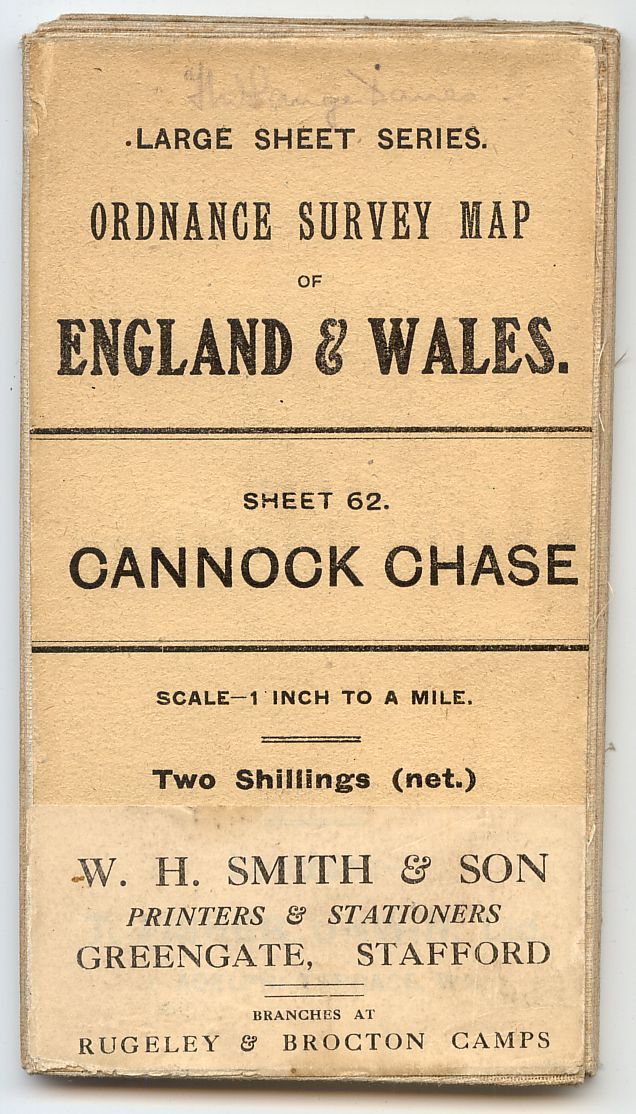 .LARGE SHEET SERIES.
ORDNANCE SURVEY MAP
OF
ENGLAND & WALES.
SHEET 62.
CANNOCK CHASE
SCALE—1 INCH TO A MILE.
Two Shillings (net.)
W. H. SMITH & SON
PRINTERS & STATIONERS
GREENGATE, STAFFORD
BRANCHES AT
RUGELEY & BROCTON CAMPS